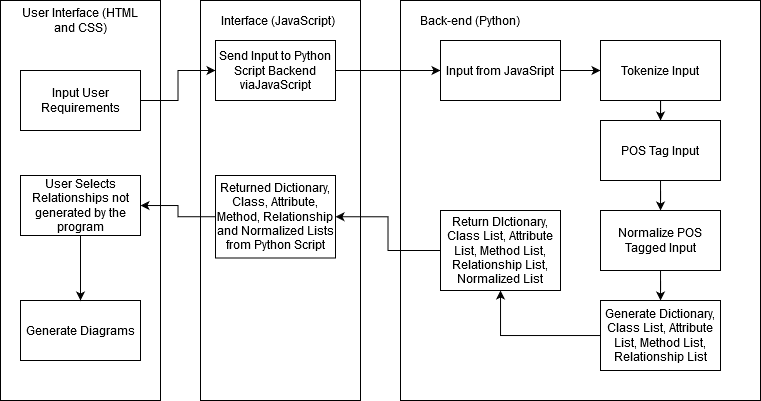 User Interface (HTML
and CSS)
Interface (JavaScript)
Back-end (Python)
Input User
Requirements
Send Input to Python
Script Backend
viaJavaScript
Input from JavaSript
Tokenize Input
POS Tag Input
Normalize POS
Tagged Input
Generate Dictionary,
Class List, Attribute
List, Method List,
Relationship List
Return DIctionary,
Class List, Attribute
List, Method List,
Relationship List,
Normalized List
Returned Dictionary,
Class, Attribute,
Method, Relationship
and Normalized Lists
from Python Script
User Selects
Relationships not
generated by the
program
Generate Diagrams